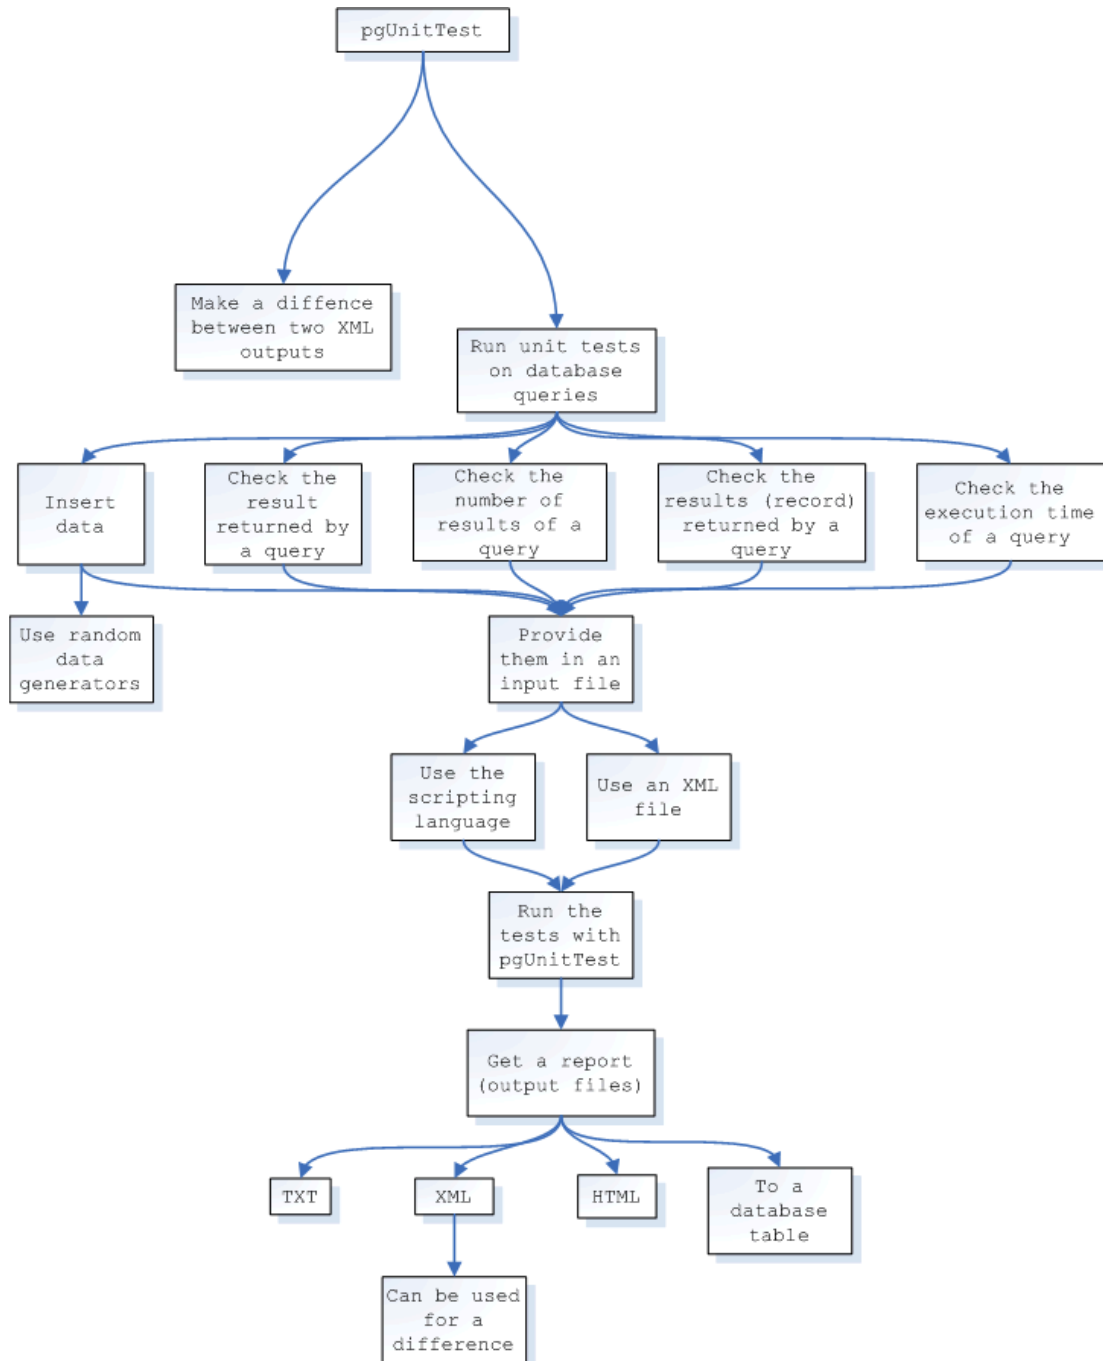 pgUnitTest
Make a diffence
between two XML
outputs
Run unit tests
on database
queries
Insert
data
Check the
result
returned by
a query
Check the
number of
results of a
query
Check the
results (record)
returned by a
query
Check the
execution time
of a query
Use random
data
generators
Provide
them in an
input file
Use the
scripting
language
Use an XML
file
Run the
tests with
pgUnitTest
Get a report
(output files)
TXT
XML
HTML
To a
database
table
Can be used
for a
difference